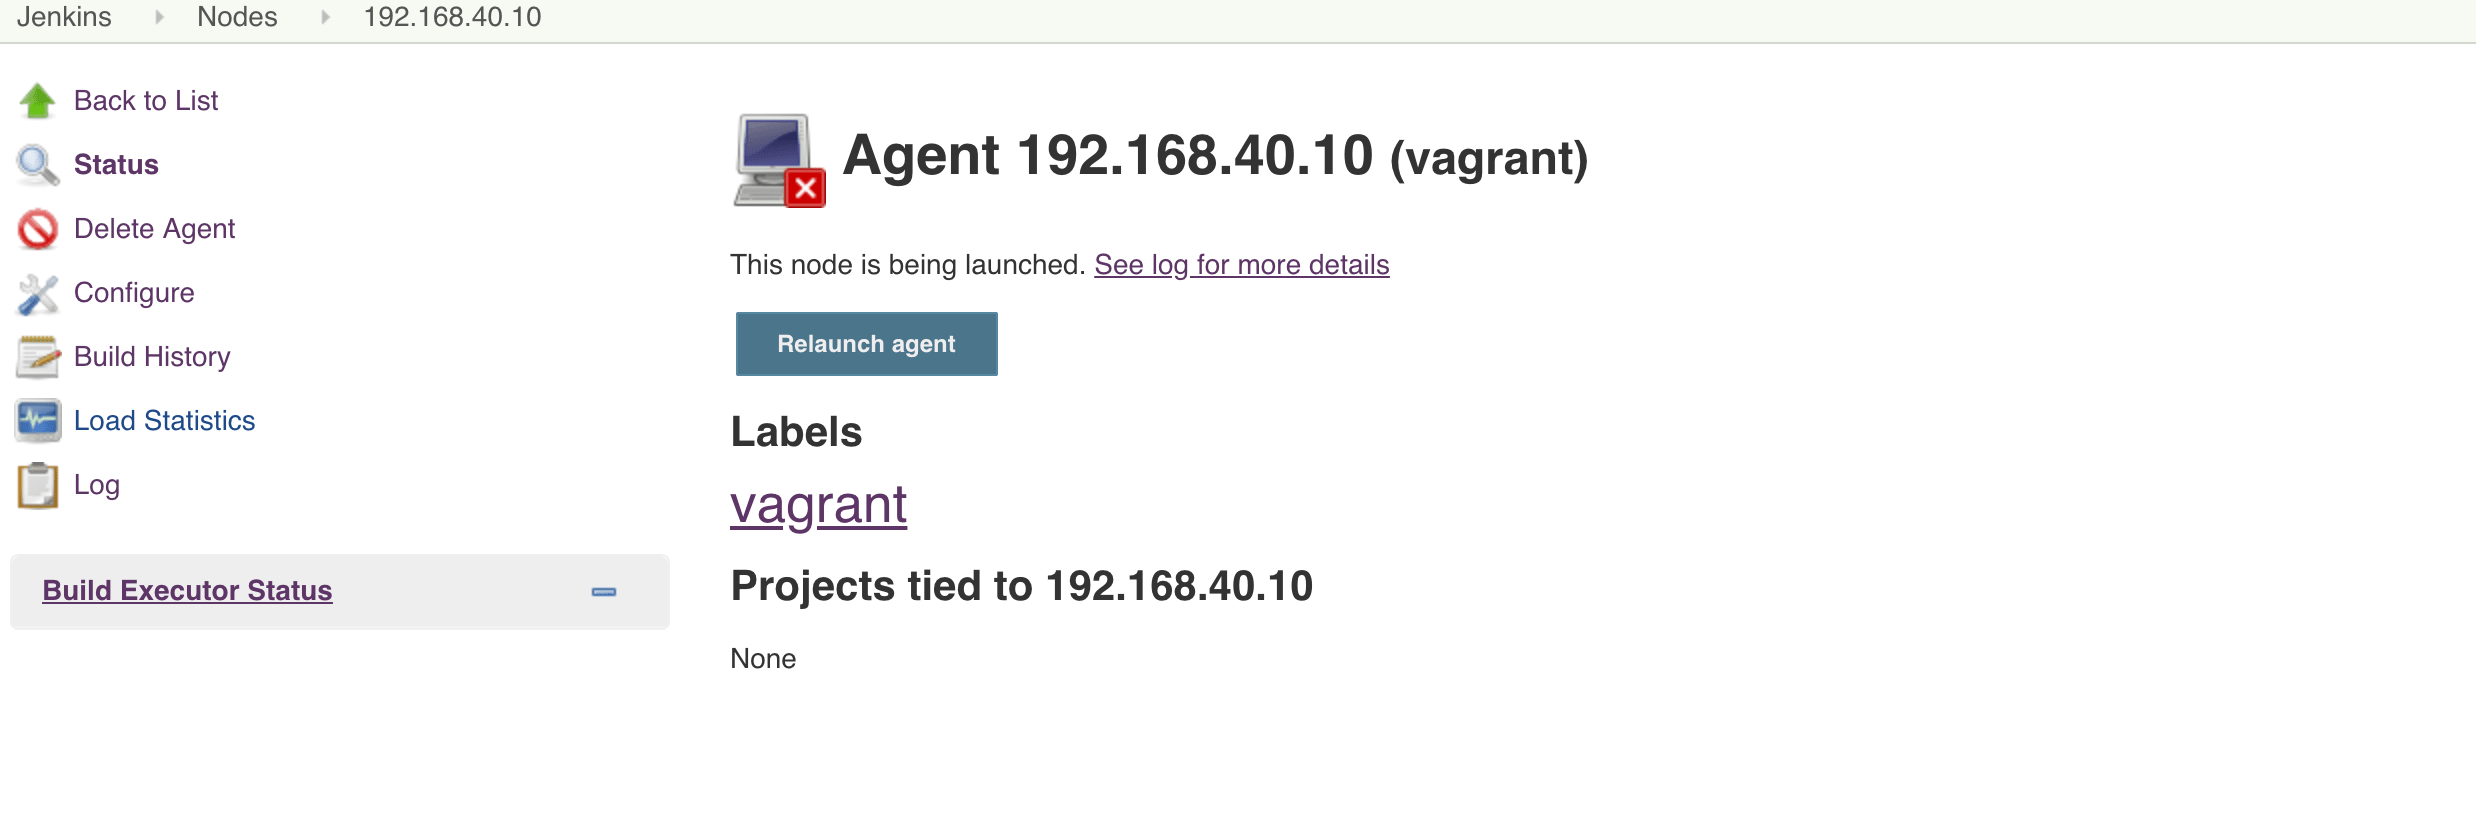 Jenkins Nodes 192.168.40.10
Back to List
Status
Delete Agent
Configure
Build History
Load Statistics
Log
Build Executor Status
Agent 192.168.40.10 (vagrant)
This node is being launched. See log for more details
Relaunch agent
Labels
vagrant
Projects tied to 192.168.40.10
None